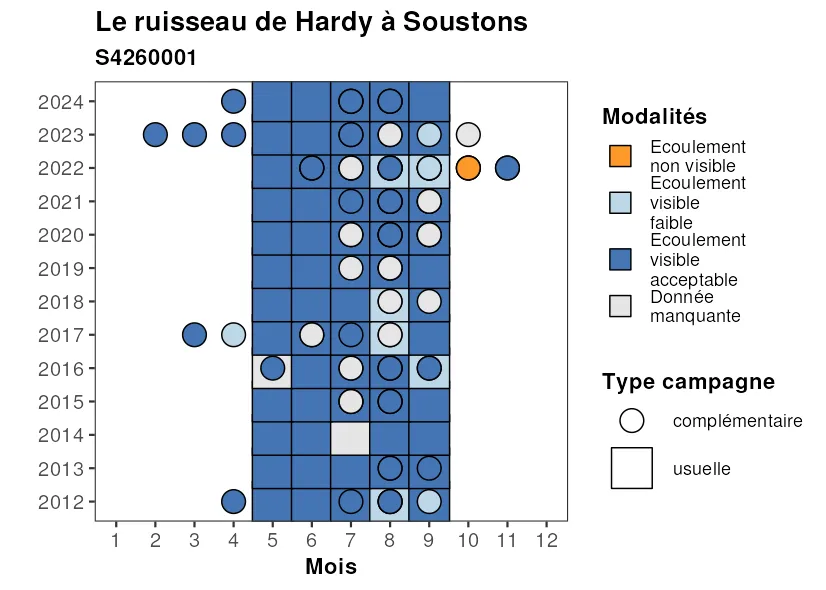 Le ruisseau de Hardy à Soustons
S4260001
2024
2023
2022
2021
2020
2019
2018
2017
2016
2015
2014
2013
2012
1 2 3 4 5 6 7 8 9 10 11 12
Mois
Modalités
Ecoulement
non visible
Ecoulement
visible
faible
Ecoulement
visible
acceptable
Donnée
manquante
Type campagne
complémentaire
usuelle